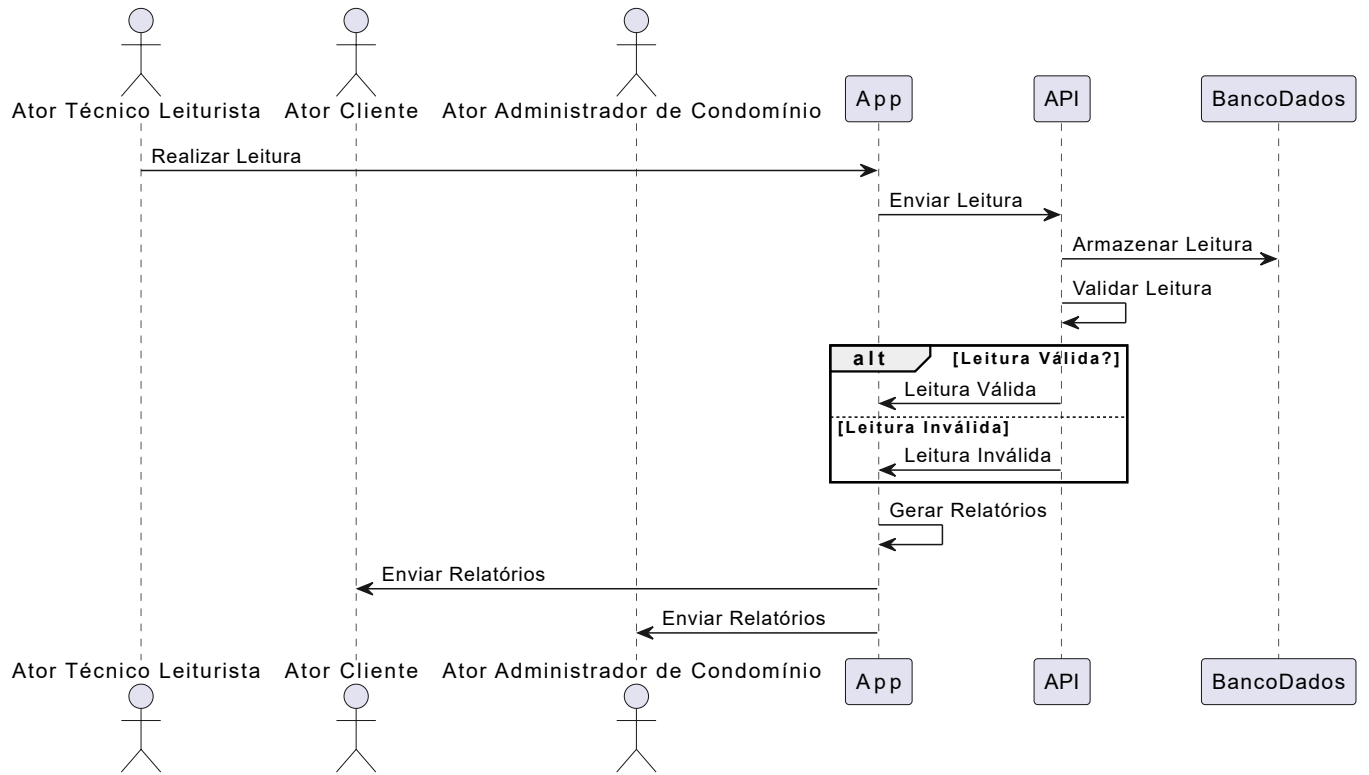 Ator Técnico Leiturista
Ator Cliente
Ator Administrador de Condomínio
App
API
BancoDados
Realizar Leitura
Enviar Leitura
Armazenar Leitura
Validar Leitura
alt
[Leitura Válida?]
Leitura Válida
[Leitura Inválida]
Leitura Inválida
Gerar Relatórios
Enviar Relatórios
Enviar Relatórios
Ator Técnico Leiturista
Ator Cliente
Ator Administrador de Condomínio
App
API
BancoDados